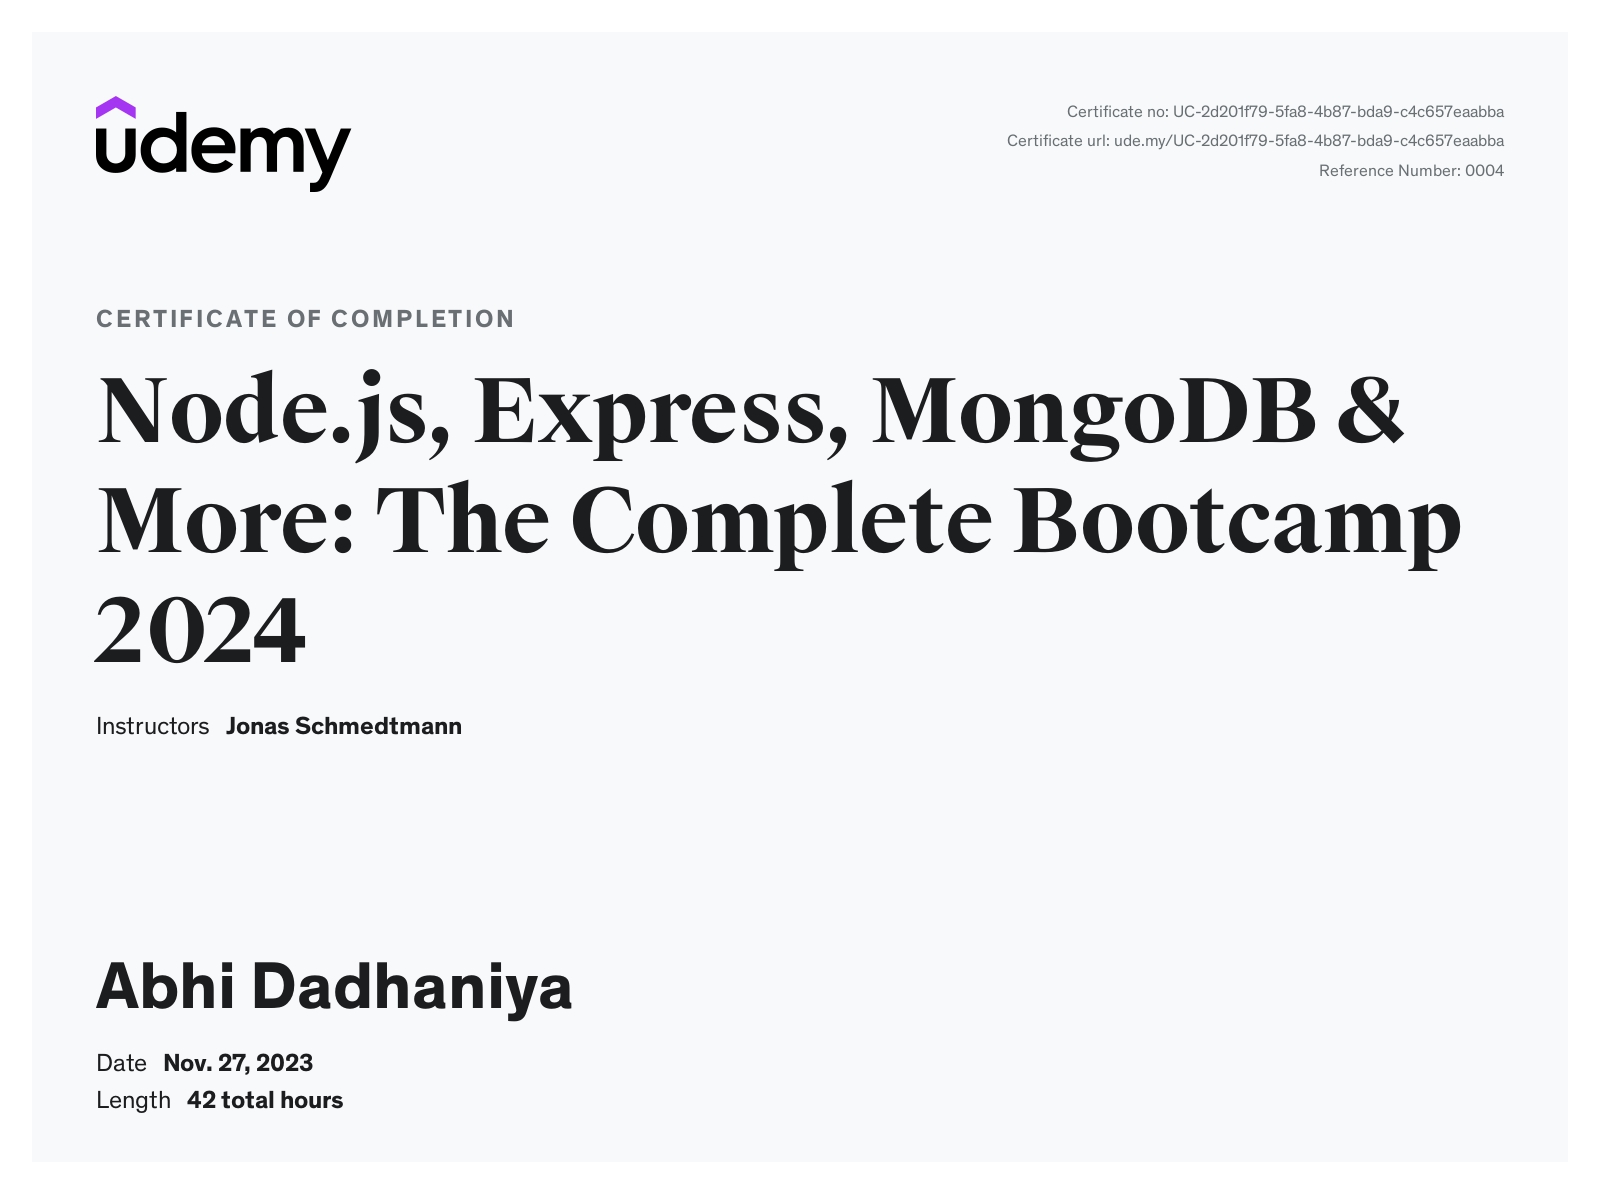 udemy
Certificate no: UC-2d201f79-5fa8-4b87-bda9-c4c657eaabba
Certificate url: ude.my/UC-2d201f79-5fa8-4b87-bda9-c4c657eaabba
Reference Number: 0004
CERTIFICATE OF COMPLETION
Node.js, Express, MongoDB &
More: The Complete Bootcamp
2024
Instructors Jonas Schmedtmann
Abhi Dadhaniya
Date Nov. 27, 2023
Length 42 total hours